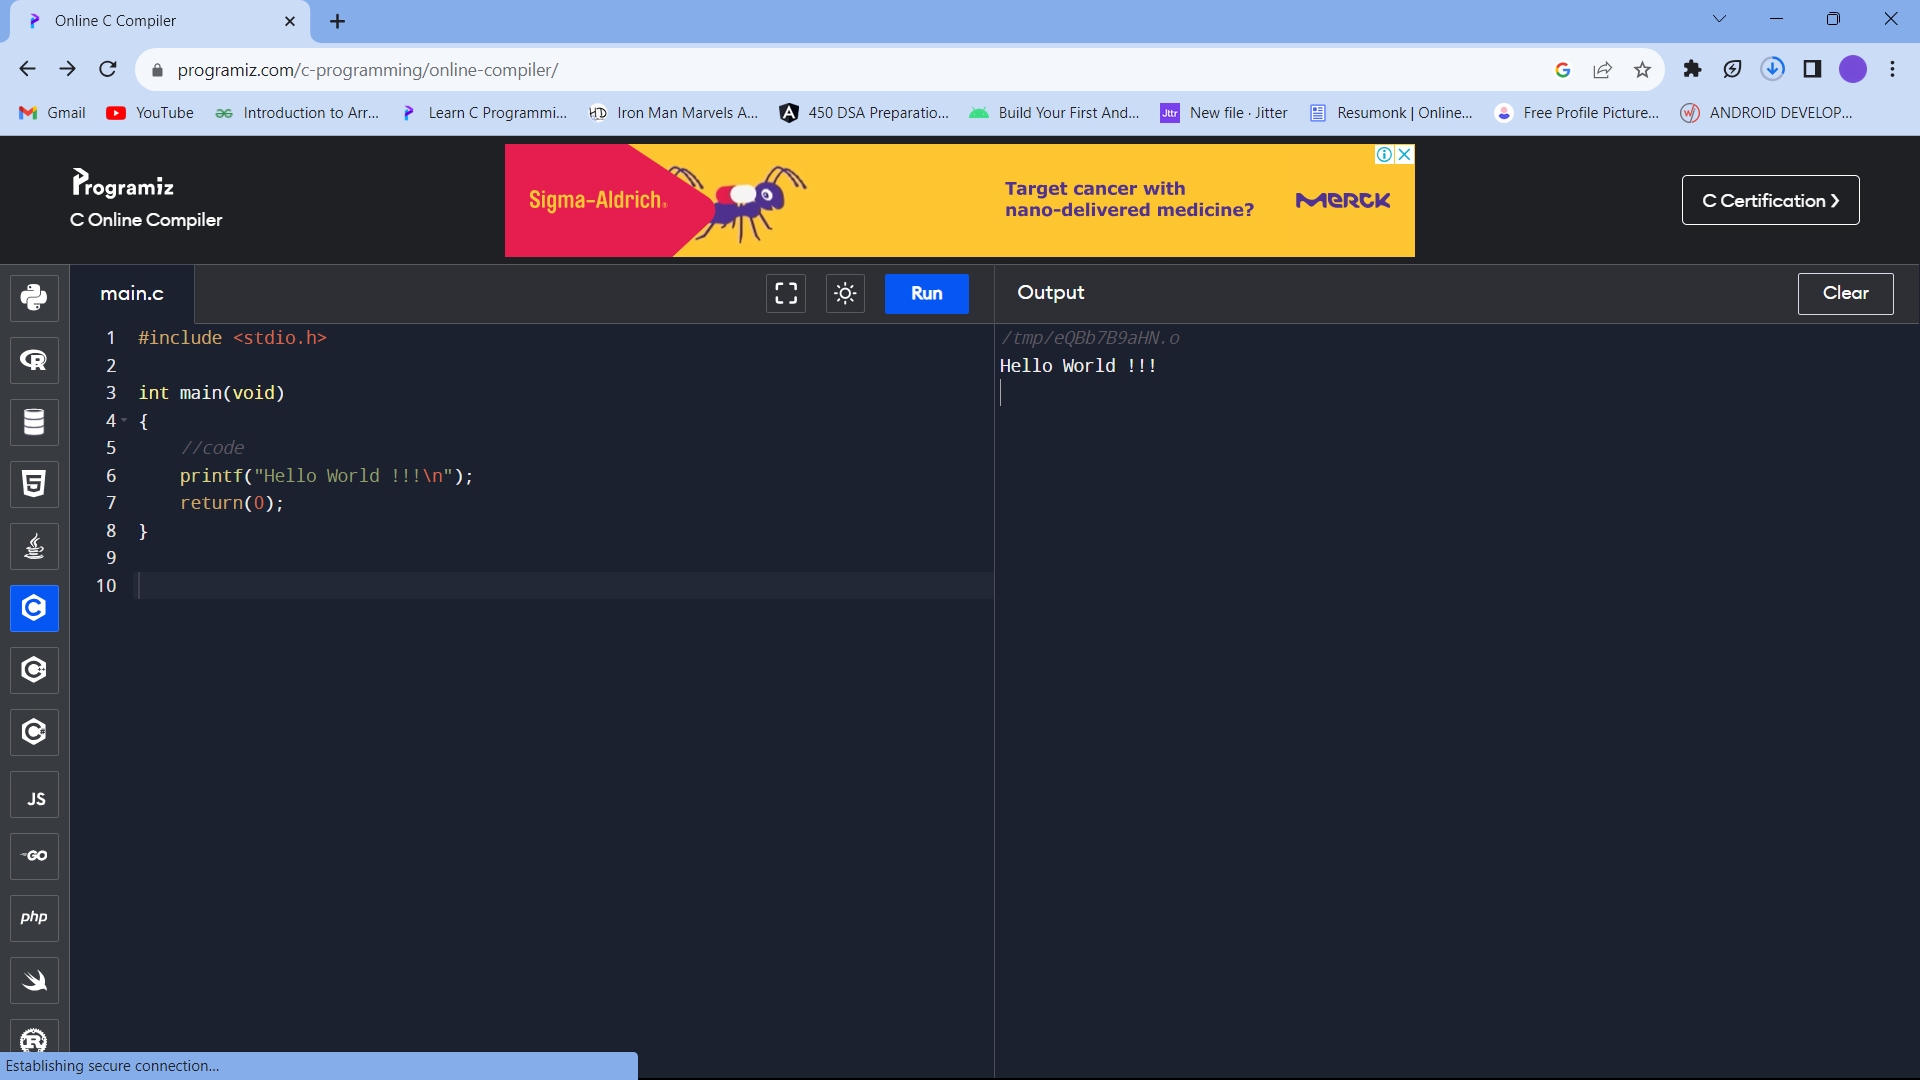 Online C Compiler
programiz.com/c-programming/online-compiler/
Gmail
YouTube
Introduction to Arr...
Learn C Programmi...
Iron Man Marvels A...
450 DSA Preparatio...
Build Your First And...
Jttr
New file · Jitter
Resumonk | Online...
Free Profile Picture...
ANDROID DEVELOP...
Programiz
C Online Compiler
Sigma-Aldrich®
Target cancer with
nano-delivered medicine?
MERCK
C Certification ❯
main.c
Run
Output
Clear
1 #include <stdio.h>
2
3 int main(void)
4 {
5 //code
6 printf("Hello World !!!\n");
7 return(0);
8 }
9
10
/tmp/eQBb7B9aHN.o
Hello World !!!
R
5
C
C++
C#
JS
GO
php
R
Establishing secure connection...